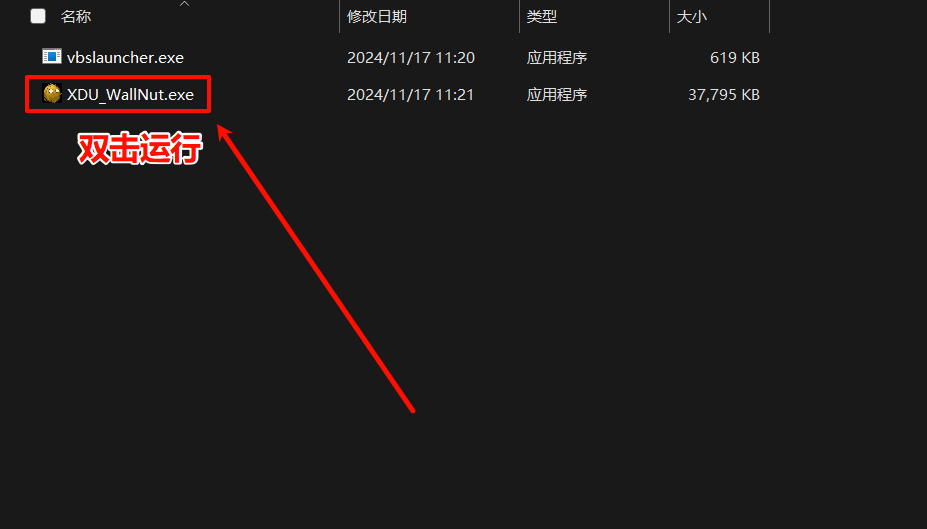 名称 修改日期 类型 大小
vbslauncher.exe 2024/11/17 11:20 应用程序 619 KB
XDU_WallNut.exe 2024/11/17 11:21 应用程序 37,795 KB
双击运行